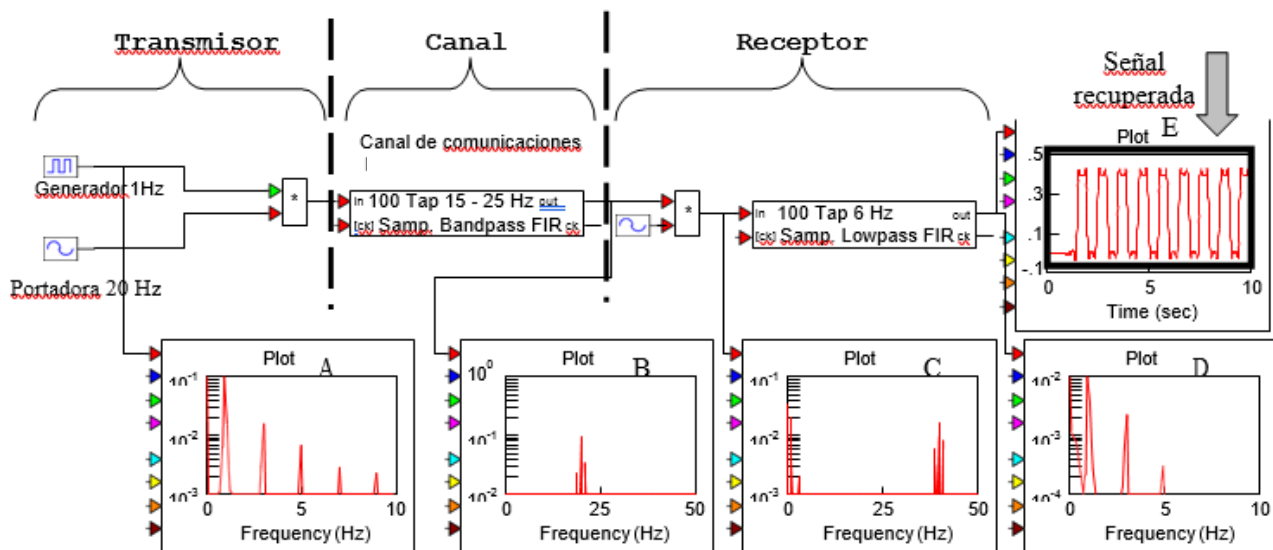 Transmisor
Canal
Receptor
Señal
recuperada
Canal de comunicaciones
Generador 1Hz
Portadora 20 Hz
*
in 100 Tap 15 - 25 Hz out
[ck] Samp. Bandpass FIR ck
*
in 100 Tap 6 Hz out
[ck] Samp. Lowpass FIR ck
Plot E
.5
.3
.1
-.1
0 5 10
Time (sec)
Plot A
10-1
10-2
10-3
0 5 10
Frequency (Hz)
Plot B
10⁰
10-1
10-2
0 25 50
Frequency (Hz)
Plot C
10-1
10-2
10-3
0 25 50
Frequency (Hz)
Plot D
10-2
10-3
10-4
0 5 10
Frequency (Hz)